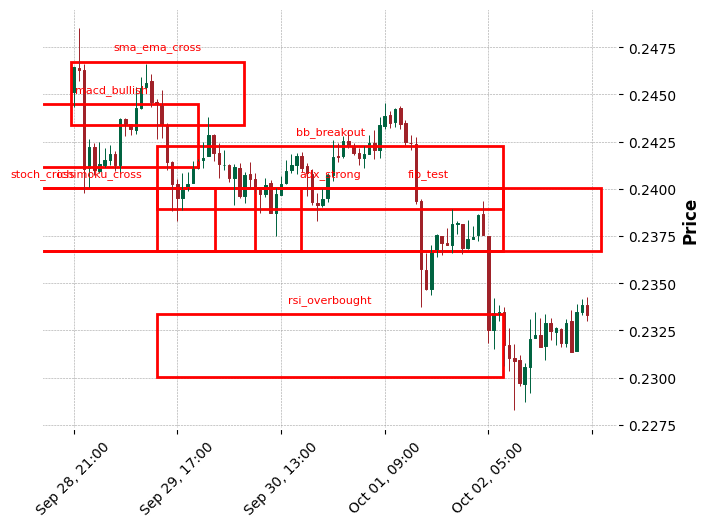 sma_ema_cross
macd_bullish
bb_breakout
stoch_cross
ichimoku_cross
adx_strong
fib_test
rsi_overbought
0.2475
0.2450
0.2425
0.2400
0.2375
0.2350
0.2325
0.2300
0.2275
Price
Sep 28, 21:00
Sep 29, 17:00
Sep 30, 13:00
Oct 01, 09:00
Oct 02, 05:00